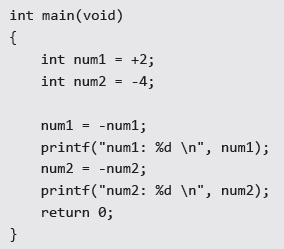 int main(void)
{
    int num1 = +2;
    int num2 = -4;

    num1 = -num1;
    printf("num1: %d \n", num1);
    num2 = -num2;
    printf("num2: %d \n", num2);
    return 0;
}